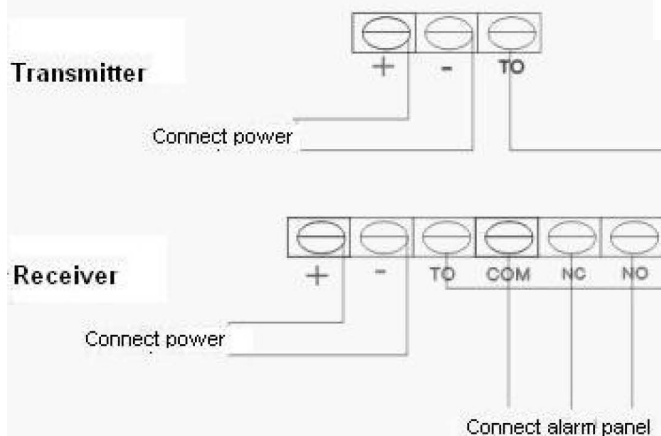 Transmitter
+ - TO
Connect power
Receiver
+ - TO COM NC NO
Connect power
Connect alarm panel